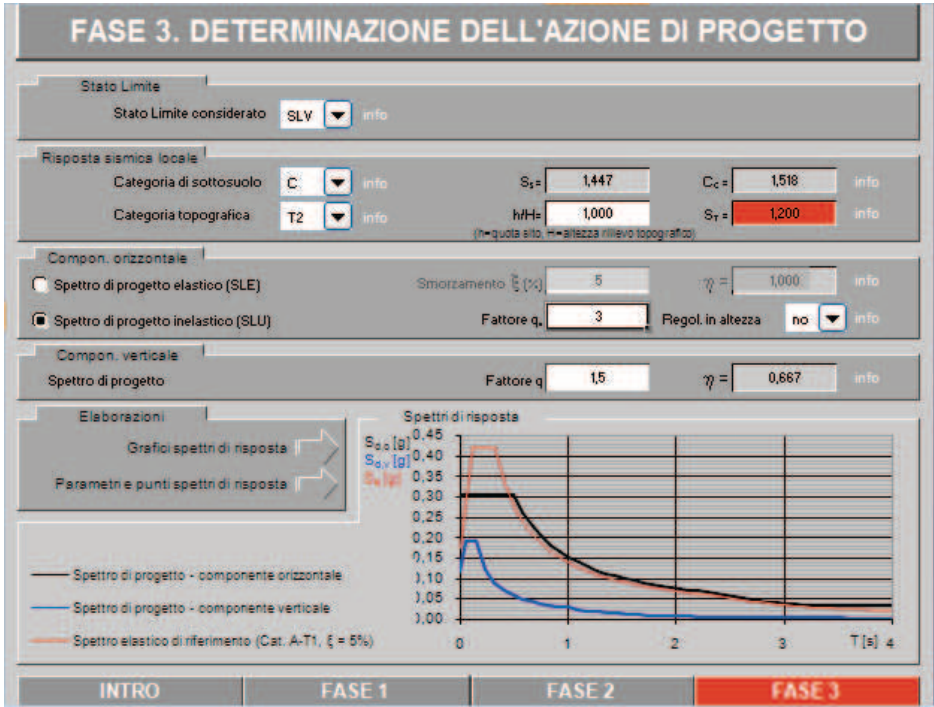 FASE 3. DETERMINAZIONE DELL'AZIONE DI PROGETTO
Stato Limite
Stato Limite considerato SLV info
Risposta sismica locale
Categoria di sottosuolo C info Ss= 1,447 Cc= 1,518 info
Categoria topografica T2 info h/H= 1,000 ST= 1,200 info
(h=quota sito, H=altezza rilievo topografico)
Compon. orizzontale
Spettro di progetto elastico (SLE) Smorzamento ξ (%) 5 η = 1,000 info
Spettro di progetto inelastico (SLU) Fattore qo 3 Regol. in altezza no info
Compon. verticale
Spettro di progetto Fattore q 1,5 η = 0,667 info
Elaborazioni
Grafici spettri di risposta
Parametri e punti spettri di risposta
Spettri di risposta
Sd,o [g] 0,45
Sd,v [g] 0,40
Se [g] 0,35
0,30
0,25
0,20
0,15
0,10
0,05
0,00
0 1 2 3 T [s] 4
Spettro di progetto - componente orizzontale
Spettro di progetto - componente verticale
Spettro elastico di riferimento (Cat. A-T1, ξ = 5%)
INTRO FASE 1 FASE 2 FASE 3